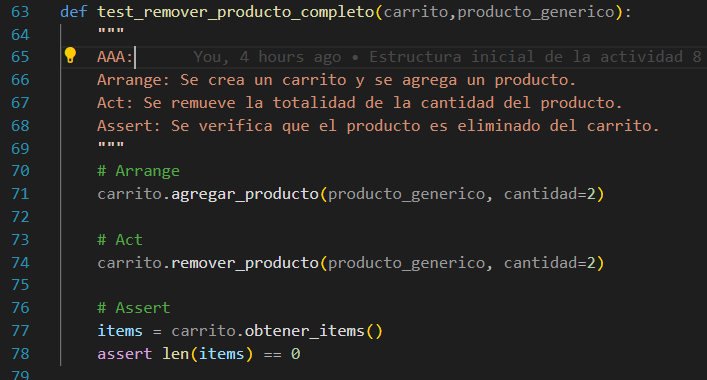 63 def test_remover_producto_completo(carrito,producto_generico):
64 """
65 AAA: You, 4 hours ago • Estructura inicial de la actividad 8
66 Arrange: Se crea un carrito y se agrega un producto.
67 Act: Se remueve la totalidad de la cantidad del producto.
68 Assert: Se verifica que el producto es eliminado del carrito.
69 """
70 # Arrange
71 carrito.agregar_producto(producto_generico, cantidad=2)
72
73 # Act
74 carrito.remover_producto(producto_generico, cantidad=2)
75
76 # Assert
77 items = carrito.obtener_items()
78 assert len(items) == 0
79